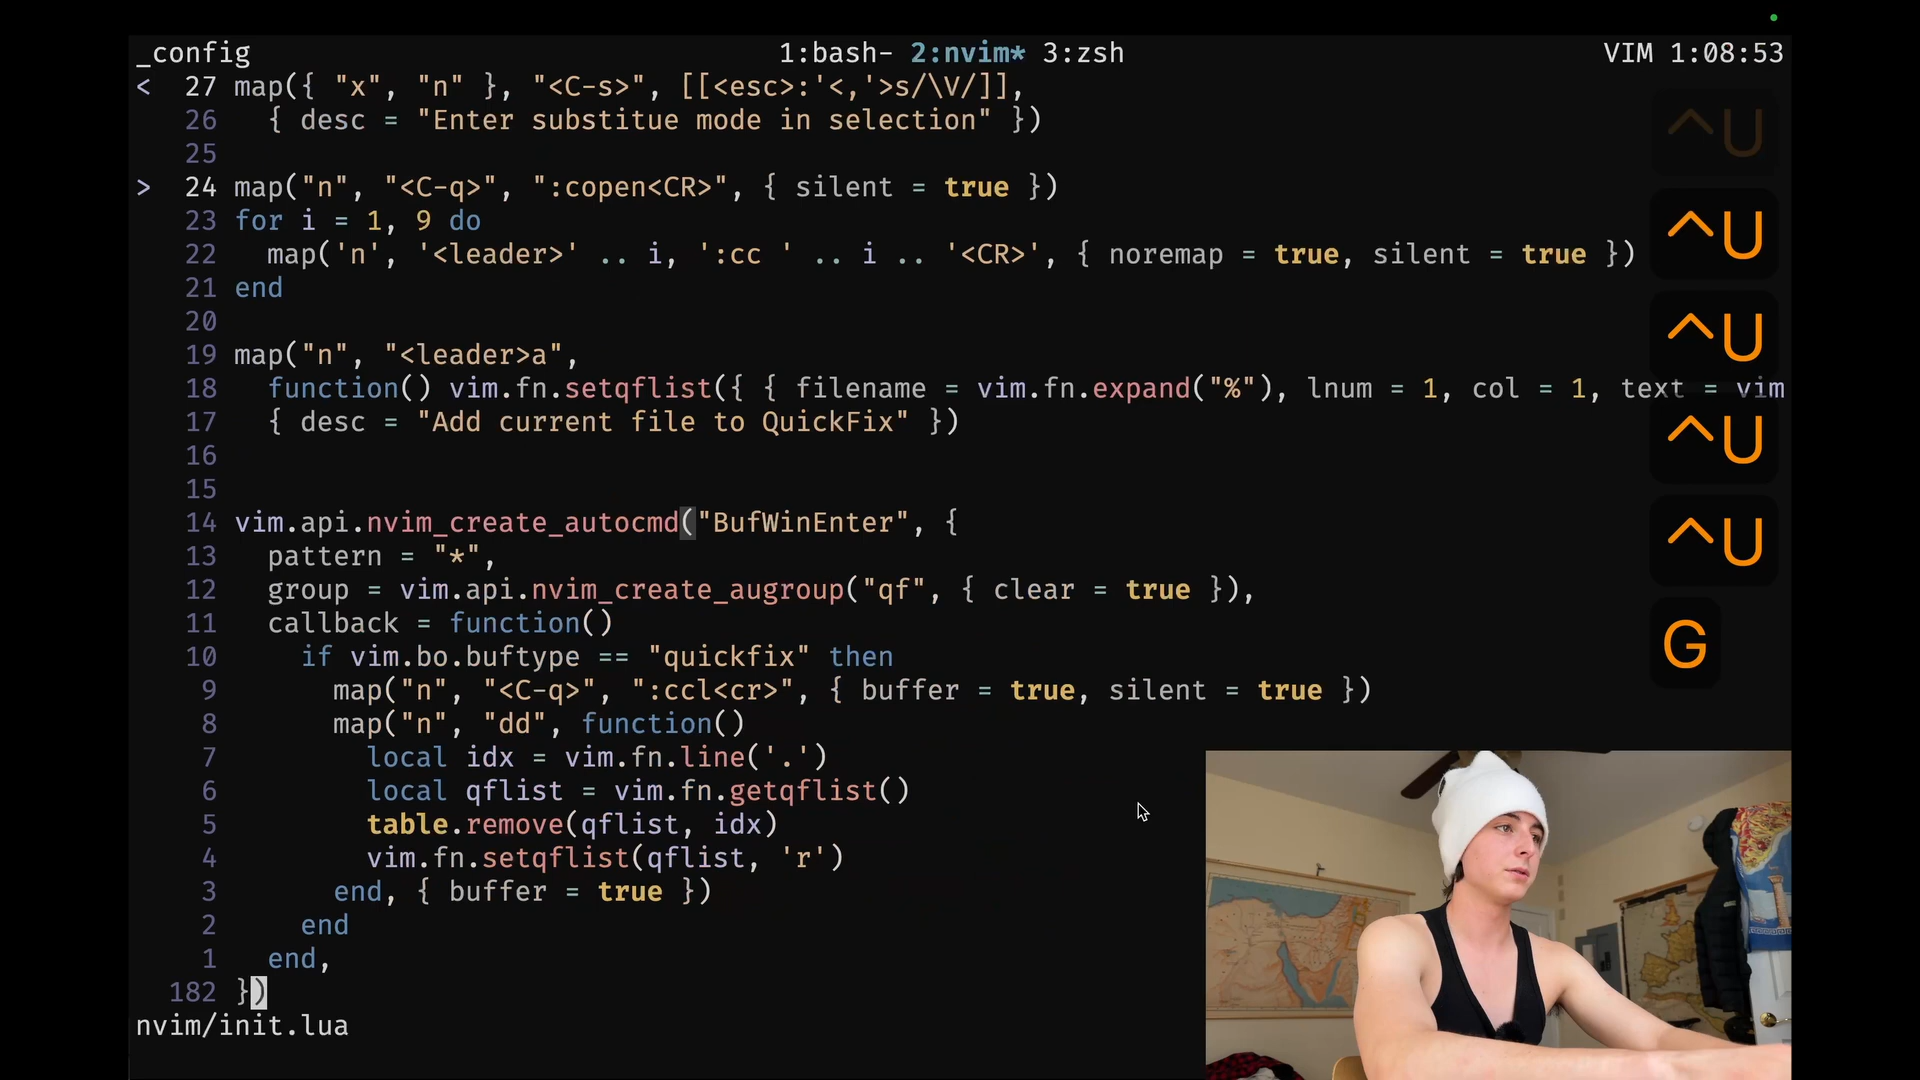 _config 1:bash- 2:nvim* 3:zsh VIM 1:08:53
< 27 map({ "x", "n" }, "<C-s>", [[<esc>:'<,'>s/\V/]],
26 { desc = "Enter substitue mode in selection" })
25
> 24 map("n", "<C-q>", ":copen<CR>", { silent = true })
23 for i = 1, 9 do
22 map('n', '<leader>' .. i, ':cc ' .. i .. '<CR>', { noremap = true, silent = true })
21 end
20
19 map("n", "<leader>a",
18 function() vim.fn.setqflist({ { filename = vim.fn.expand("%"), lnum = 1, col = 1, text = vim
17 { desc = "Add current file to QuickFix" })
16
15
14 vim.api.nvim_create_autocmd("BufWinEnter", {
13 pattern = "*",
12 group = vim.api.nvim_create_augroup("qf", { clear = true }),
11 callback = function()
10 if vim.bo.buftype == "quickfix" then
9 map("n", "<C-q>", ":ccl<cr>", { buffer = true, silent = true })
8 map("n", "dd", function()
7 local idx = vim.fn.line('.')
6 local qflist = vim.fn.getqflist()
5 table.remove(qflist, idx)
4 vim.fn.setqflist(qflist, 'r')
3 end, { buffer = true })
2 end
1 end,
182 })
nvim/init.lua
^U
^U
^U
^U
^U
G